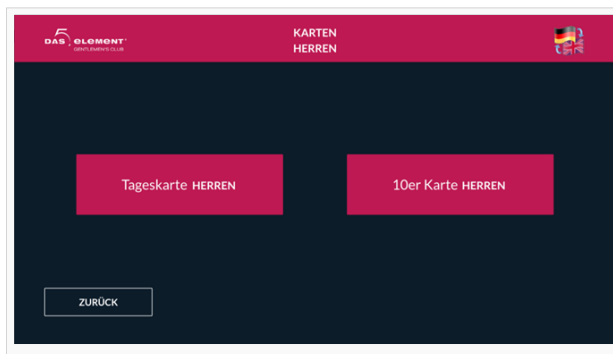 5
DAS ELEMENT
GENTLEMEN'S CLUB
KARTEN
HERREN
Tageskarte HERREN
10er Karte HERREN
ZURÜCK